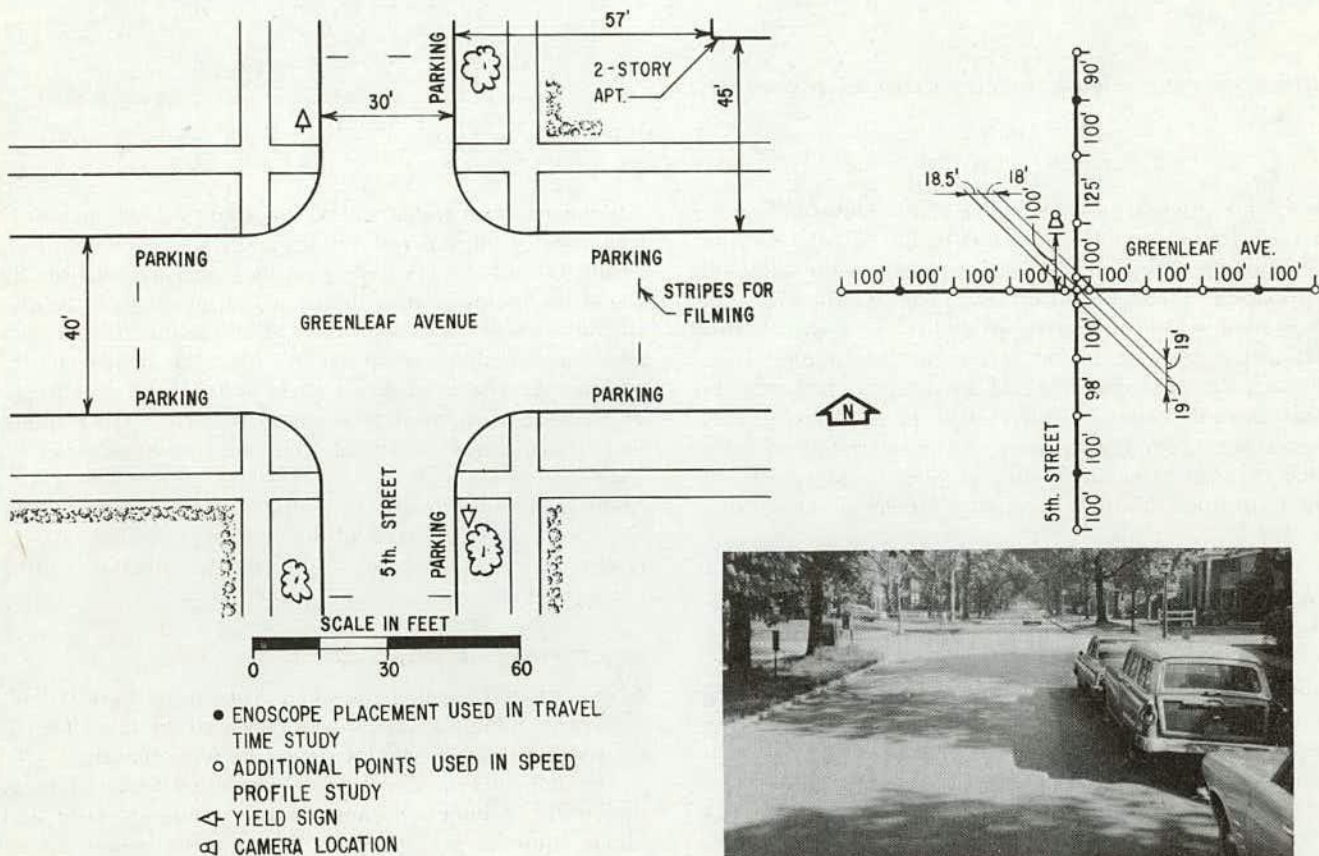 57'
PARKING
2-STORY
APT.
45'
30'
PARKING
PARKING
STRIPES FOR
FILMING
GREENLEAF AVENUE
40'
PARKING
PARKING
5th. STREET
PARKING
SCALE IN FEET
0 30 60
● ENOSCOPE PLACEMENT USED IN TRAVEL
TIME STUDY
○ ADDITIONAL POINTS USED IN SPEED
PROFILE STUDY
YIELD SIGN
CAMERA LOCATION
90'
100'
125'
18.5' 18'
100'
100'
GREENLEAF AVE.
100' 100' 100' 100' 100' 100' 100' 100'
100'
19'
19'
98'
N
5th. STREET
100'
100'